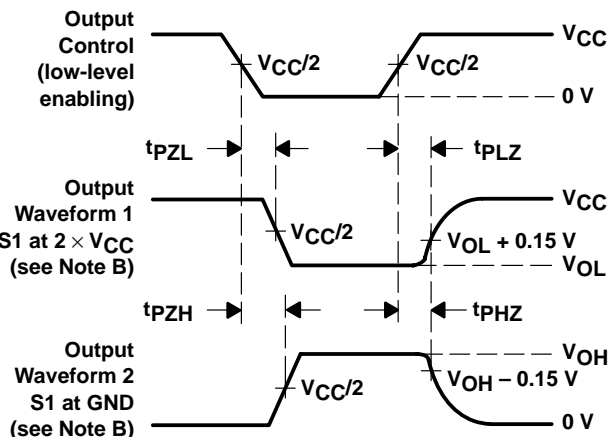 Output
Control
(low-level
enabling)
VCC/2
VCC/2
VCC
0 V
tPZL
tPLZ
Output
Waveform 1
S1 at 2 × VCC
(see Note B)
VCC/2
VCC
VOL + 0.15 V
VOL
tPZH
tPHZ
Output
Waveform 2
S1 at GND
(see Note B)
VCC/2
VOH
VOH − 0.15 V
0 V